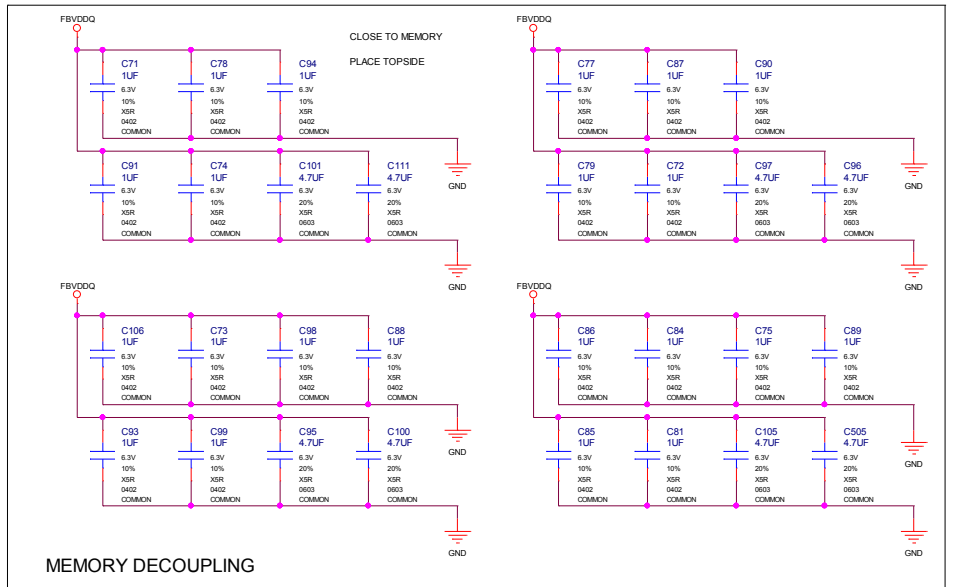 FBVDDQ
CLOSE TO MEMORY
PLACE TOPSIDE
C71
1UF
6.3V
10%
X5R
0402
COMMON
C78
1UF
6.3V
10%
X5R
0402
COMMON
C94
1UF
6.3V
10%
X5R
0402
COMMON
GND
C91
1UF
6.3V
10%
X5R
0402
COMMON
C74
1UF
6.3V
10%
X5R
0402
COMMON
C101
4.7UF
6.3V
20%
X5R
0603
COMMON
C111
4.7UF
6.3V
20%
X5R
0603
COMMON
GND
FBVDDQ
C77
1UF
6.3V
10%
X5R
0402
COMMON
C87
1UF
6.3V
10%
X5R
0402
COMMON
C90
1UF
6.3V
10%
X5R
0402
COMMON
GND
C79
1UF
6.3V
10%
X5R
0402
COMMON
C72
1UF
6.3V
10%
X5R
0402
COMMON
C97
4.7UF
6.3V
20%
X5R
0603
COMMON
C96
4.7UF
6.3V
20%
X5R
0603
COMMON
GND
FBVDDQ
C106
1UF
6.3V
10%
X5R
0402
COMMON
C73
1UF
6.3V
10%
X5R
0402
COMMON
C98
1UF
6.3V
10%
X5R
0402
COMMON
C88
1UF
6.3V
10%
X5R
0402
COMMON
GND
C93
1UF
6.3V
10%
X5R
0402
COMMON
C99
1UF
6.3V
10%
X5R
0402
COMMON
C95
4.7UF
6.3V
20%
X5R
0603
COMMON
C100
4.7UF
6.3V
20%
X5R
0603
COMMON
GND
FBVDDQ
C86
1UF
6.3V
10%
X5R
0402
COMMON
C84
1UF
6.3V
10%
X5R
0402
COMMON
C75
1UF
6.3V
10%
X5R
0402
COMMON
C89
1UF
6.3V
10%
X5R
0402
COMMON
GND
C85
1UF
6.3V
10%
X5R
0402
COMMON
C81
1UF
6.3V
10%
X5R
0402
COMMON
C105
4.7UF
6.3V
20%
X5R
0603
COMMON
C505
4.7UF
6.3V
20%
X5R
0603
COMMON
GND
MEMORY DECOUPLING